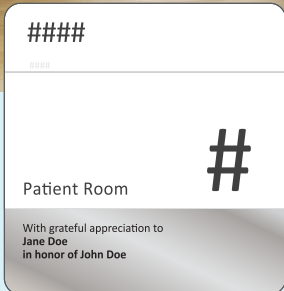 ####
####
#
Patient Room
With grateful appreciation to
Jane Doe
in honor of John Doe